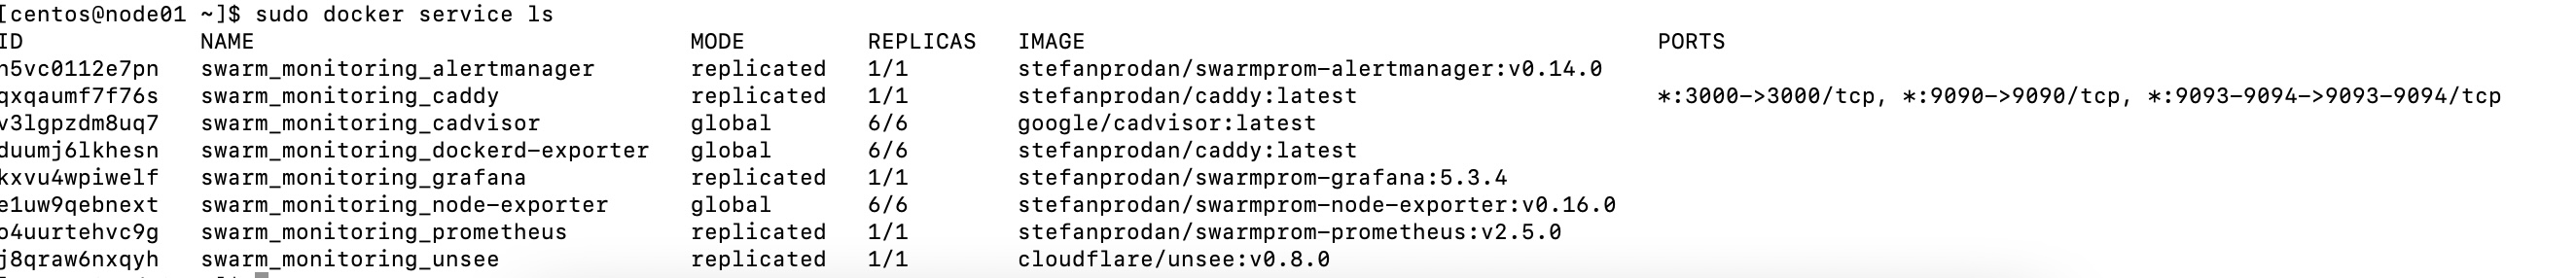 [centos@node01 ~]$ sudo docker service ls
ID NAME MODE REPLICAS IMAGE PORTS
n5vc0112e7pn swarm_monitoring_alertmanager replicated 1/1 stefanprodan/swarmprom-alertmanager:v0.14.0
qxqaumf7f76s swarm_monitoring_caddy replicated 1/1 stefanprodan/caddy:latest *:3000->3000/tcp, *:9090->9090/tcp, *:9093-9094->9093-9094/tcp
v3lgpzdm8uq7 swarm_monitoring_cadvisor global 6/6 google/cadvisor:latest
duumj6lkhesn swarm_monitoring_dockerd-exporter global 6/6 stefanprodan/caddy:latest
kxvu4wpiwelf swarm_monitoring_grafana replicated 1/1 stefanprodan/swarmprom-grafana:5.3.4
e1uw9qebnext swarm_monitoring_node-exporter global 6/6 stefanprodan/swarmprom-node-exporter:v0.16.0
o4uurtehvc9g swarm_monitoring_prometheus replicated 1/1 stefanprodan/swarmprom-prometheus:v2.5.0
j8qraw6nxqyh swarm_monitoring_unsee replicated 1/1 cloudflare/unsee:v0.8.0